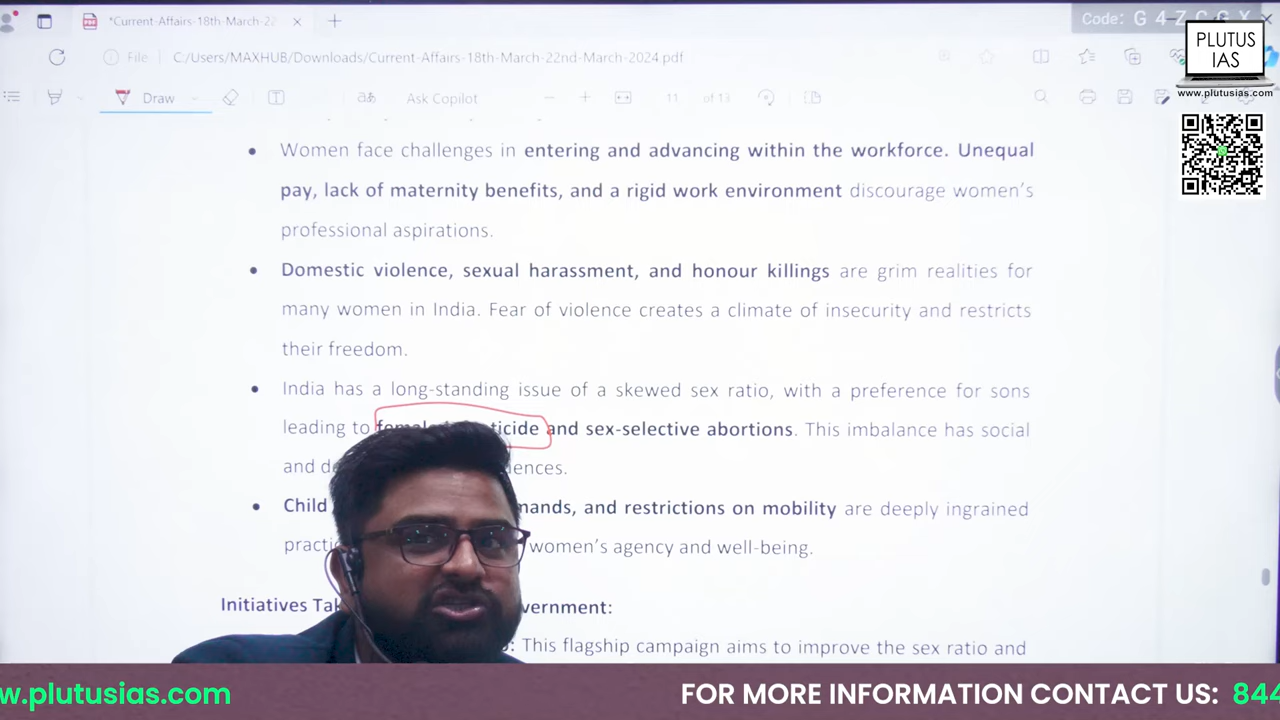 *Current-Affairs-18th-March-22
Code: G 4 Z C G X
PLUTUS
IAS
www.plutusias.com
File C:/Users/MAXHUB/Downloads/Current-Affairs-18th-March-22nd-March-2024.pdf
Draw Ask Copilot 11 of 13
Women face challenges in entering and advancing within the workforce. Unequal
pay, lack of maternity benefits, and a rigid work environment discourage women's
professional aspirations.
Domestic violence, sexual harassment, and honour killings are grim realities for
many women in India. Fear of violence creates a climate of insecurity and restricts
their freedom.
India has a long-standing issue of a skewed sex ratio, with a preference for sons
leading to ticide and sex-selective abortions. This imbalance has social
and ences.
Child mands, and restrictions on mobility are deeply ingrained
practi women's agency and well-being.
Initiatives Tak vernment:
: This flagship campaign aims to improve the sex ratio and
w.plutusias.com FOR MORE INFORMATION CONTACT US: 844